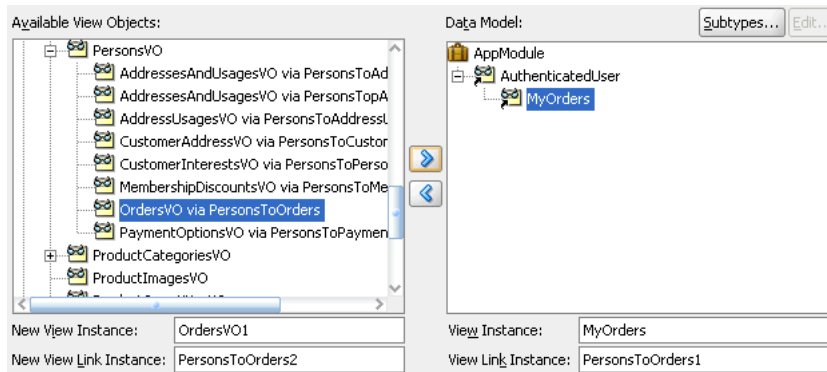 Available View Objects:
PersonsVO
AddressesAndUsagesVO via PersonsToAd
AddressesAndUsagesVO via PersonsTopA
AddressUsagesVO via PersonsToAddressU
CustomerAddressVO via PersonsToCustor
CustomerInterestsVO via PersonsToPerso
MembershipDiscountsVO via PersonsToMe
OrdersVO via PersonsToOrders
PaymentOptionsVO via PersonsToPaymen
ProductCategoriesVO
ProductImagesVO
New View Instance: OrdersVO1
New View Link Instance: PersonsToOrders2
Data Model:
Subtypes... Edit...
AppModule
AuthenticatedUser
MyOrders
View Instance: MyOrders
View Link Instance: PersonsToOrders1